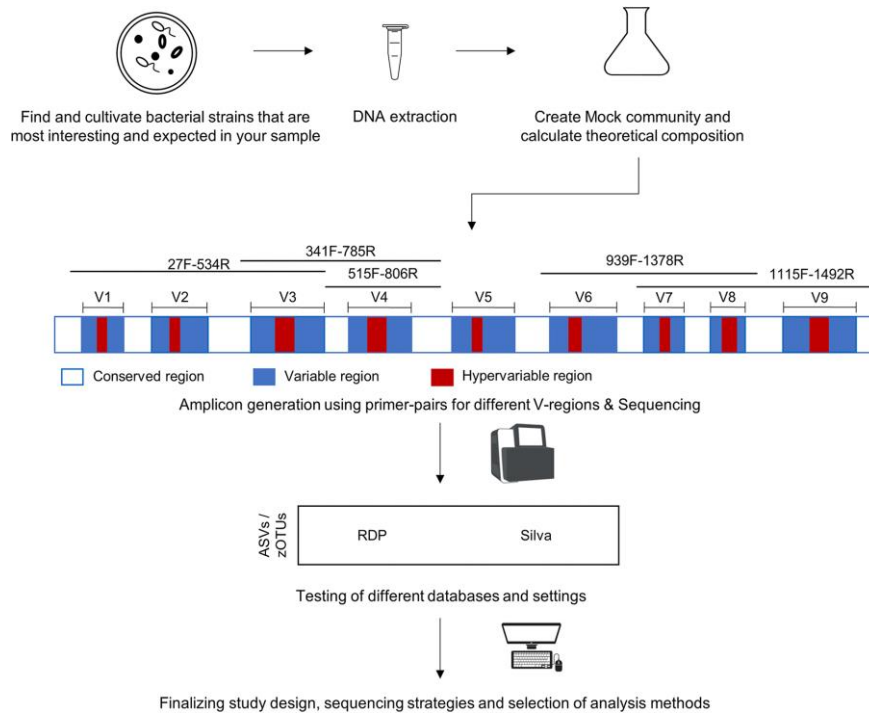 Find and cultivate bacterial strains that are
most interesting and expected in your sample
DNA extraction
Create Mock community and
calculate theoretical composition
341F-785R
27F-534R
515F-806R
939F-1378R
1115F-1492R
V1
V2
V3
V4
V5
V6
V7
V8
V9
Conserved region
Variable region
Hypervariable region
Amplicon generation using primer-pairs for different V-regions & Sequencing
ASVs /
zOTUs
RDP
Silva
Testing of different databases and settings
Finalizing study design, sequencing strategies and selection of analysis methods